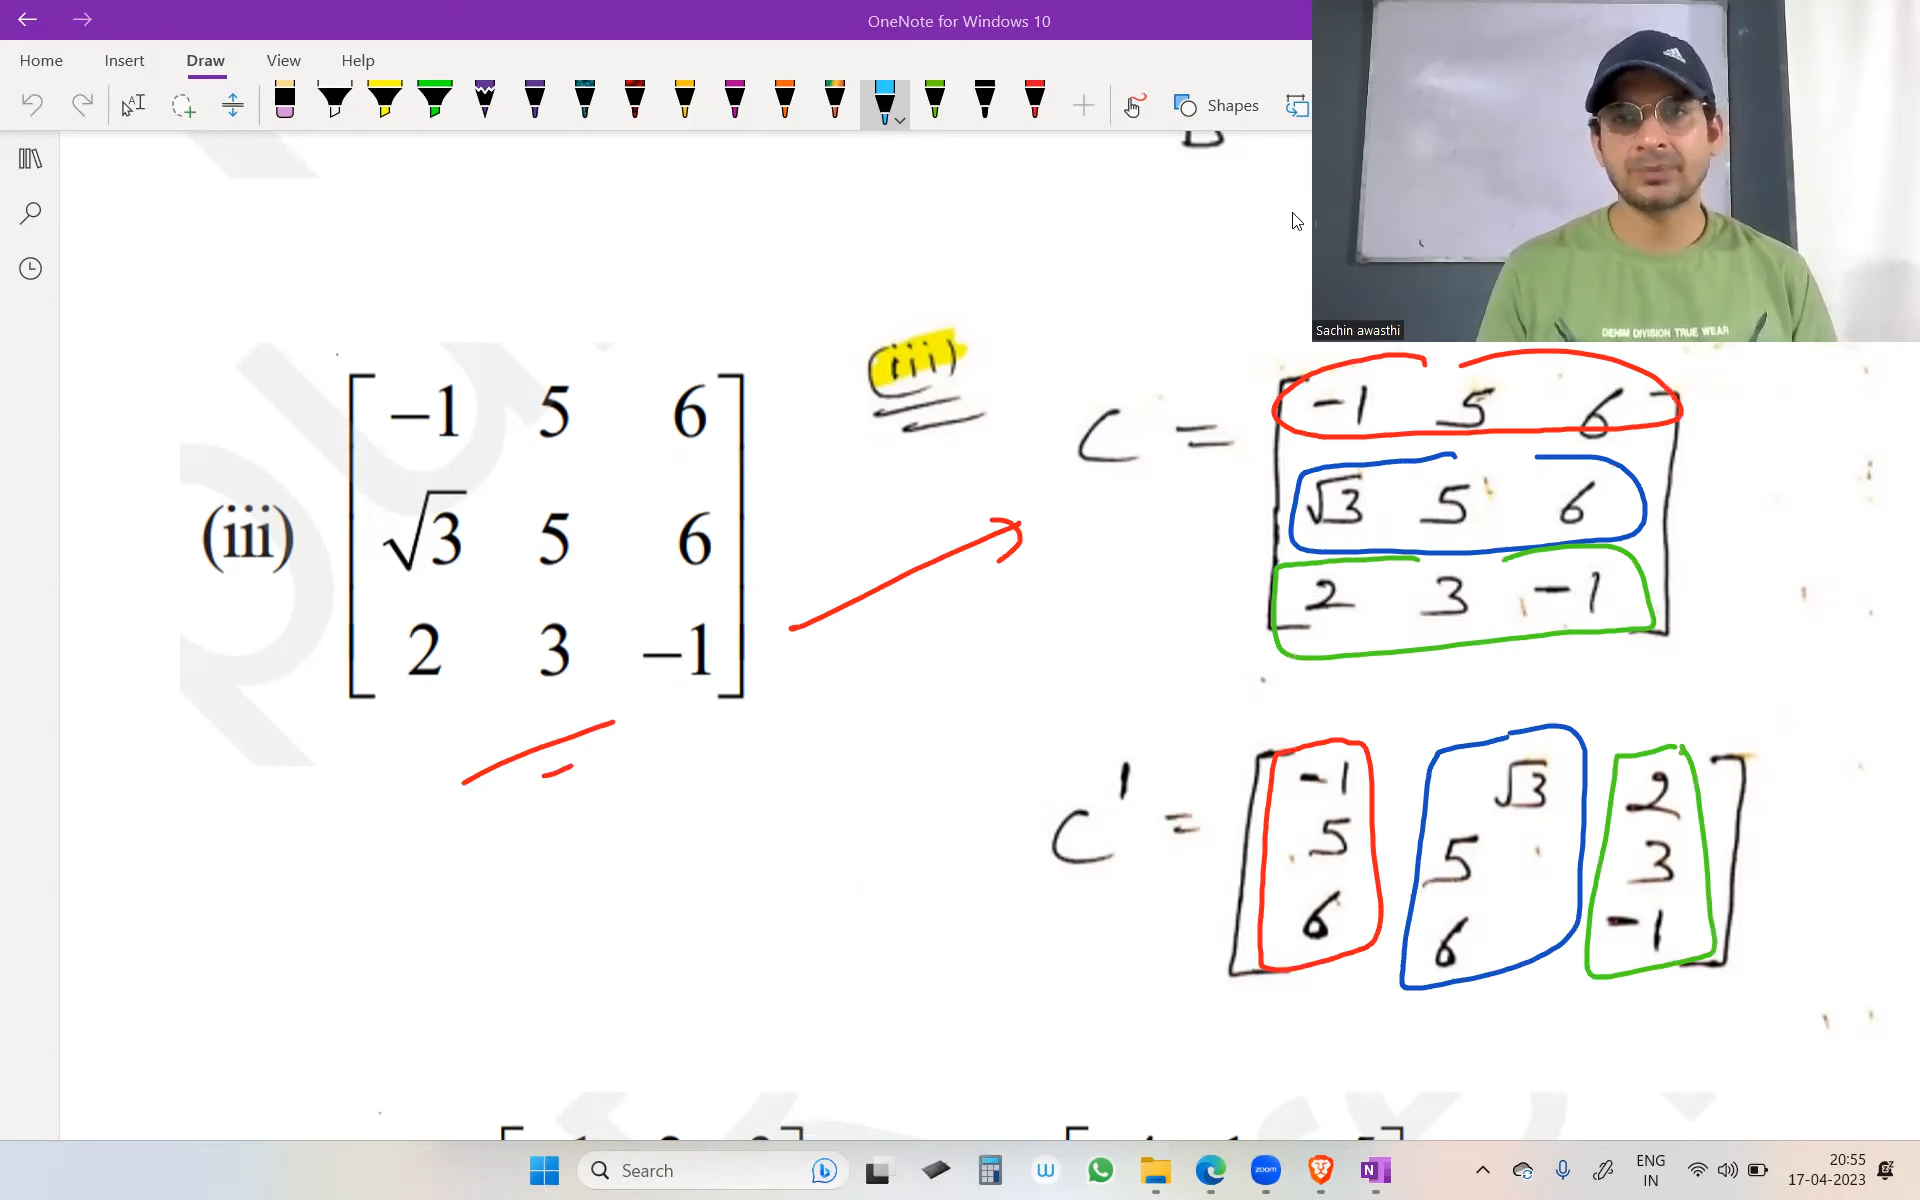 OneNote for Windows 10
Home Insert Draw View Help
Shapes
DENIM DIVISION TRUE WEAR
Sachin awasthi
(iii)
−1 5 6
√3 5 6
2 3 −1
(iii)
C = -1 5 6
√3 5 6
2 3 -1
C' = -1 √3 2
5 5 3
6 6 -1
Search
zoom
N
ENG
IN
20:55
17-04-2023